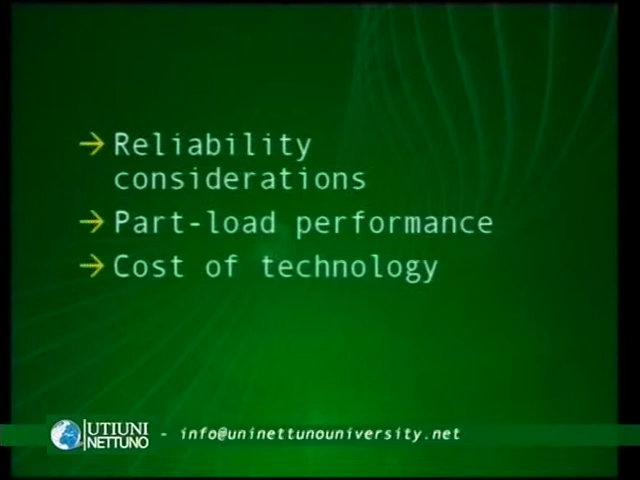 → Reliability
considerations
→ Part-load performance
→ Cost of technology
UTIUNI
NETTUNO - info@uninettunouniversity.net